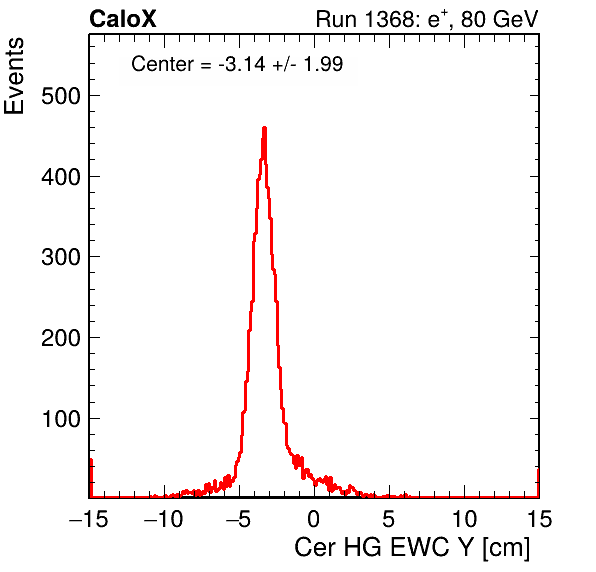 CaloX Run 1368: e⁺, 80 GeV
Center = -3.14 +/- 1.99
Events
500
400
300
200
100
−15 −10 −5 0 5 10 15
Cer HG EWC Y [cm]